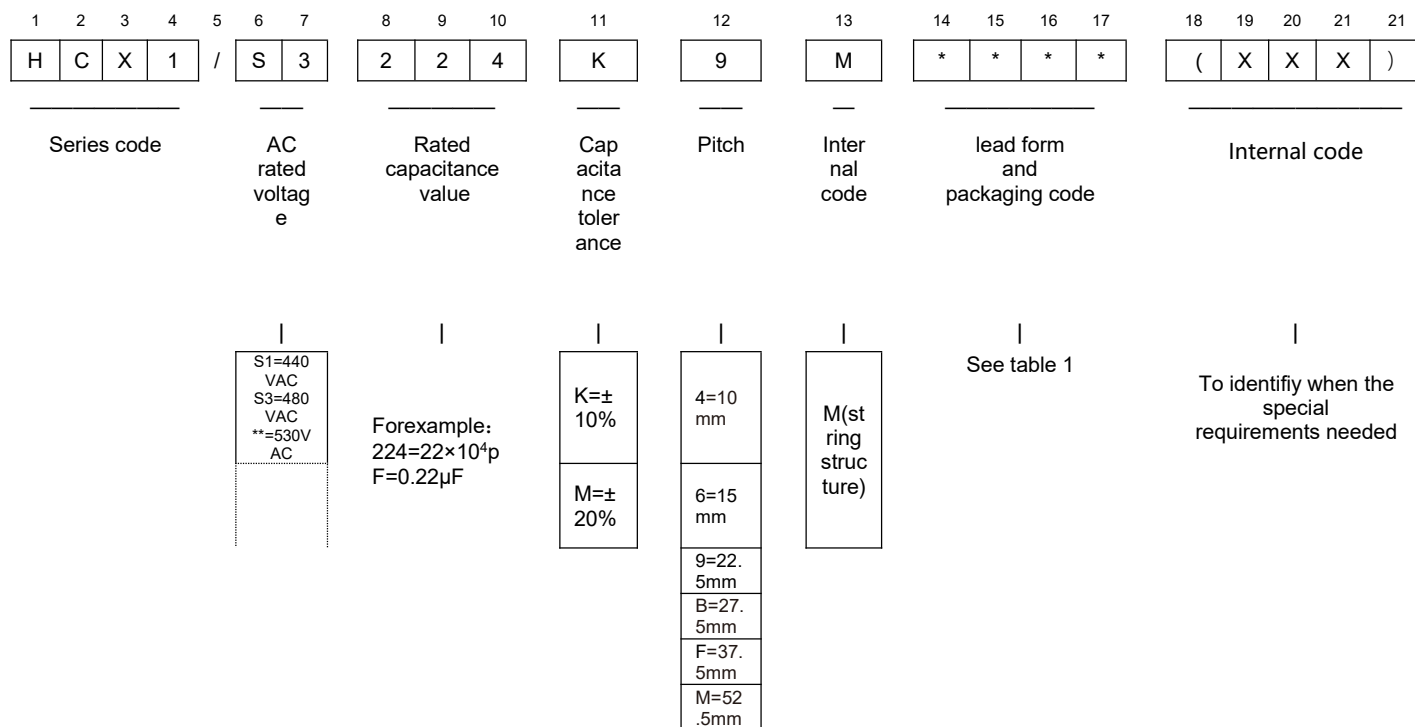 1 2 3 4 5 6 7 8 9 10 11 12 13 14 15 16 17 18 19 20 21 21
H C X 1 / S 3 2 2 4 K 9 M * * * * ( X X X )
Series code
AC
rated
voltag
e
Rated
capacitance
value
Cap
acita
nce
toler
ance
Pitch
Inter
nal
code
lead form
and
packaging code
Internal code
| | | | | | |
S1=440
VAC
S3=480
VAC
**=530V
AC
Forexample：
224=22×10⁴p
F=0.22μF
K=±
10%
M=±
20%
4=10
mm
6=15
mm
9=22.
5mm
B=27.
5mm
F=37.
5mm
M=52
.5mm
M(st
ring
struc
ture)
See table 1
To identifiy when the
special
requirements needed